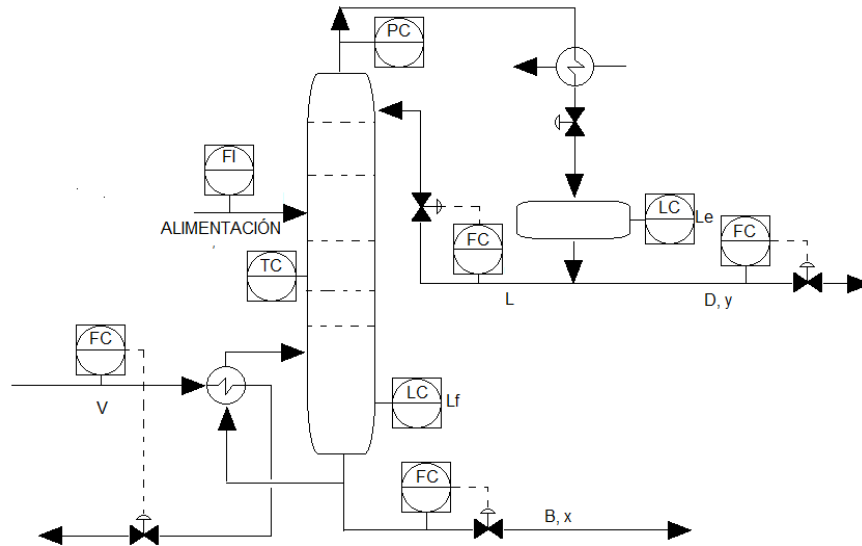 PC
FI
ALIMENTACIÓN
LC
Le
FC
FC
TC
L
D, y
FC
V
LC
Lf
FC
B, x